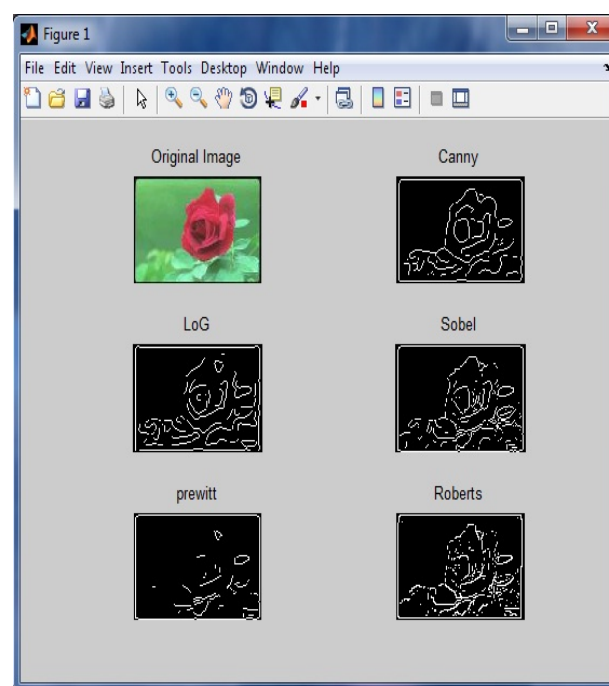 Figure 1
File Edit View Insert Tools Desktop Window Help
Original Image
Canny
LoG
Sobel
prewitt
Roberts